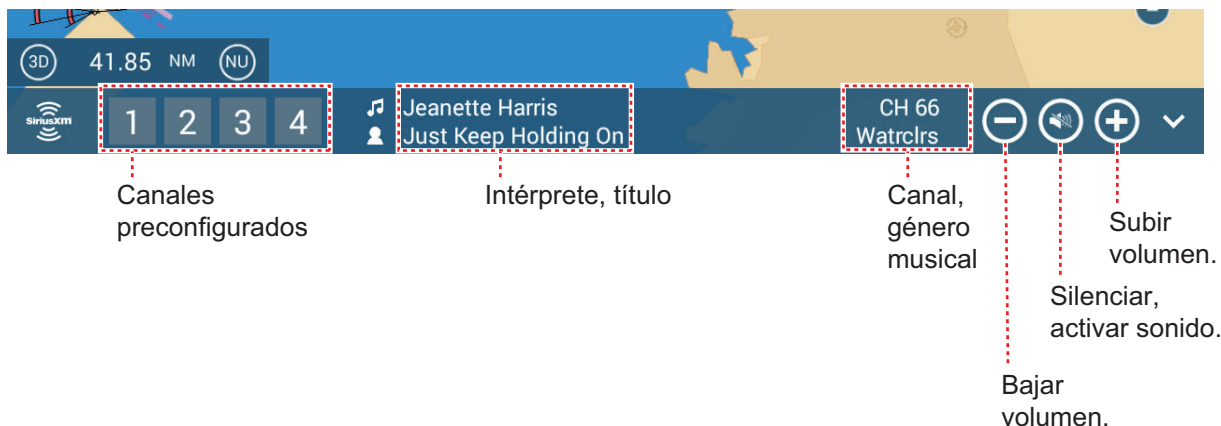 3D 41.85 NM NU
siriusxm 1 2 3 4 Jeanette Harris CH 66
Just Keep Holding On Watrclrs
Canales
preconfigurados
Intérprete, título
Canal,
género
musical
Subir
volumen.
Silenciar,
activar sonido.
Bajar
volumen.